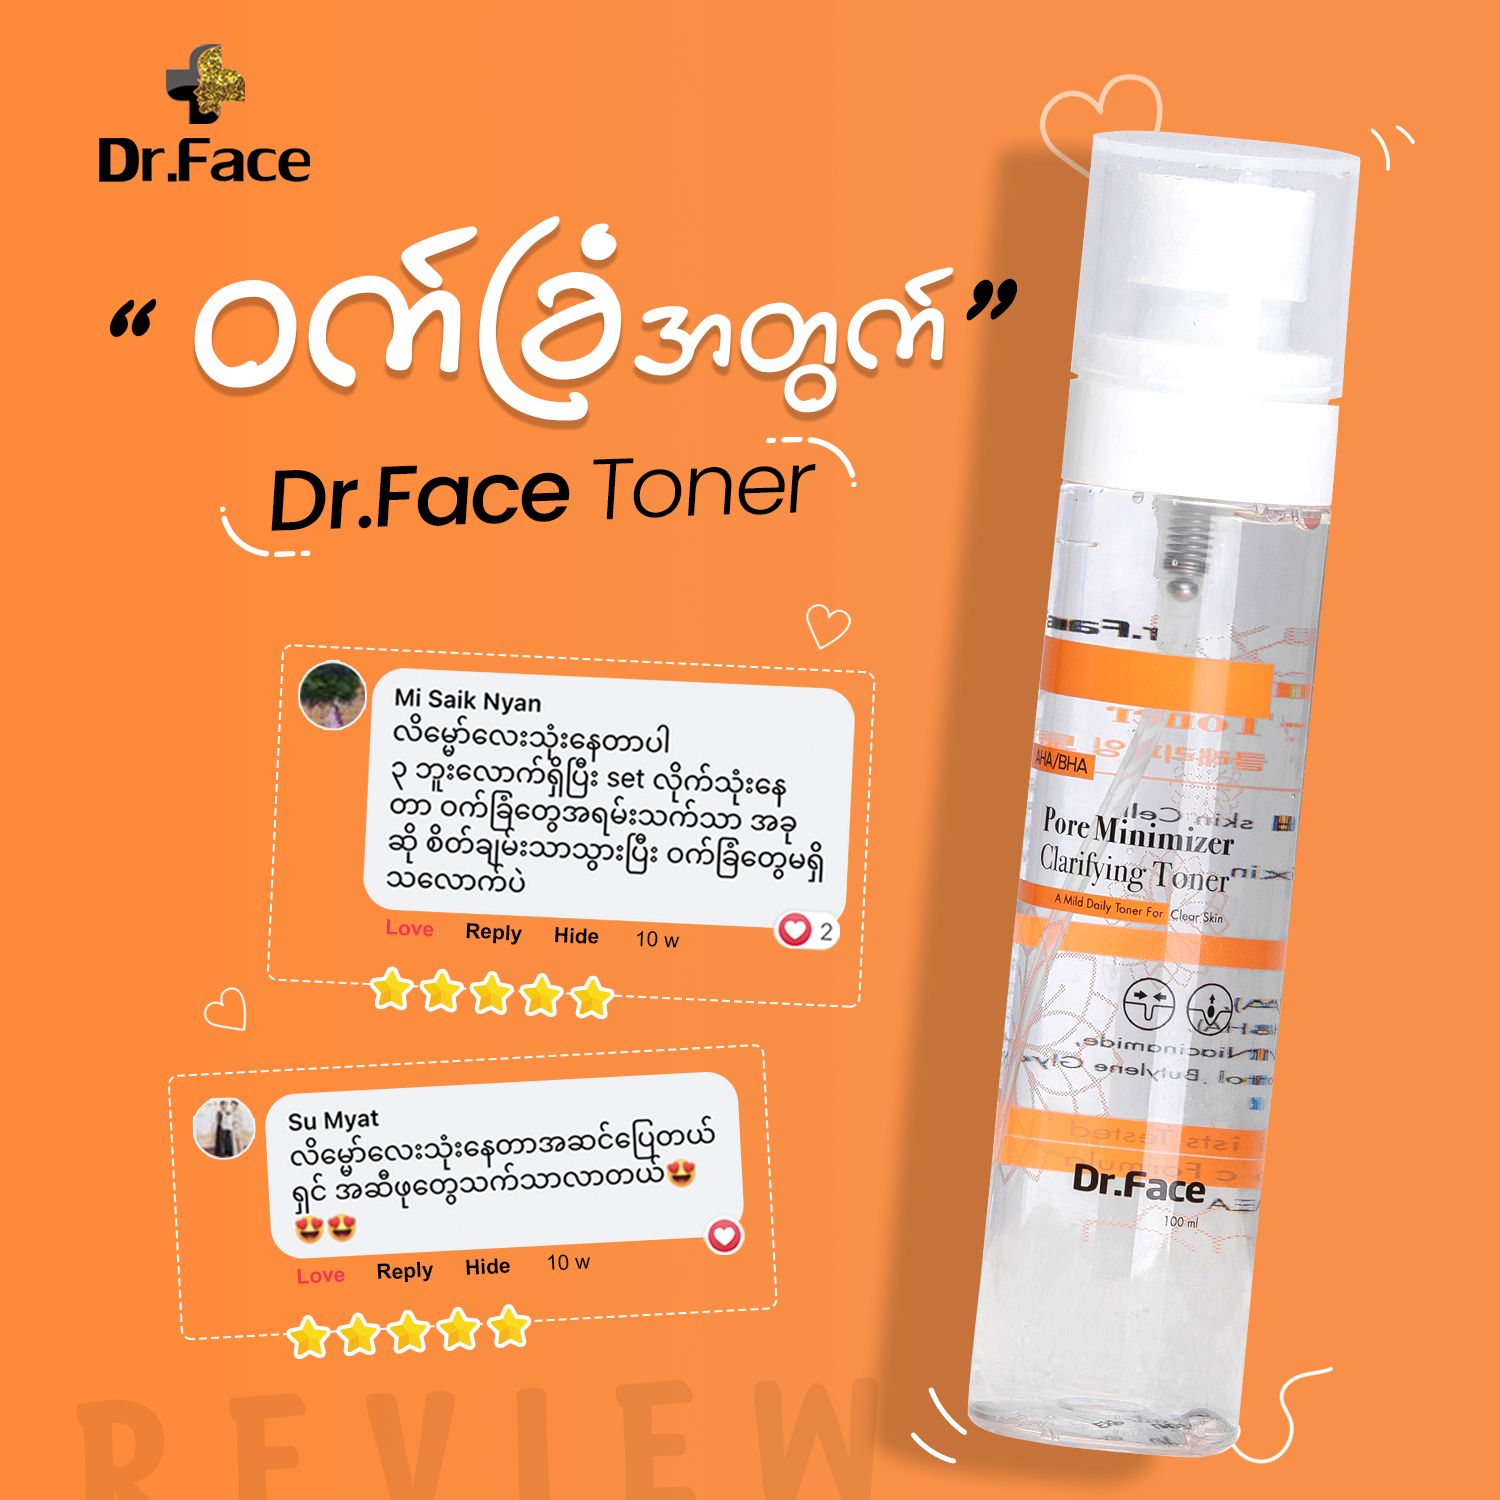 Dr.Face
“ ဝက်ခြံအတွက် ”
Dr.Face Toner
Mi Saik Nyan
လိမ္မော်လေးသုံးနေတာပါ
၃ ဘူးလောက်ရှိပြီး set လိုက်သုံးနေ
တာ ဝက်ခြံတွေအရမ်းသက်သာ အခု
ဆို စိတ်ချမ်းသာသွားပြီး ဝက်ခြံတွေမရှိ
သလောက်ပဲ
Love Reply Hide 10 w
2
Su Myat
လိမ္မော်လေးသုံးနေတာအဆင်ပြေတယ်
ရှင် အဆီဖုတွေသက်သာလာတယ်😍
😍😍
Love Reply Hide 10 w
REVIEW
AHA/BHA
Pore Minimizer
Clarifying Toner
A Mild Daily Toner For Clear Skin
Dr.Face
100 ml